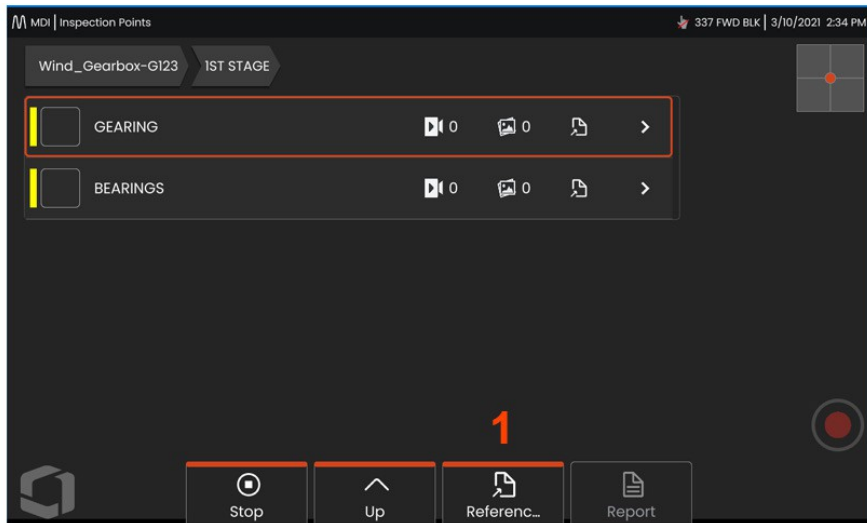 MDI | Inspection Points
337 FWD BLK | 3/10/2021 2:34 PM
Wind_Gearbox-G123 1ST STAGE
GEARING 0 0
BEARINGS 0 0
1
Stop Up Referenc... Report